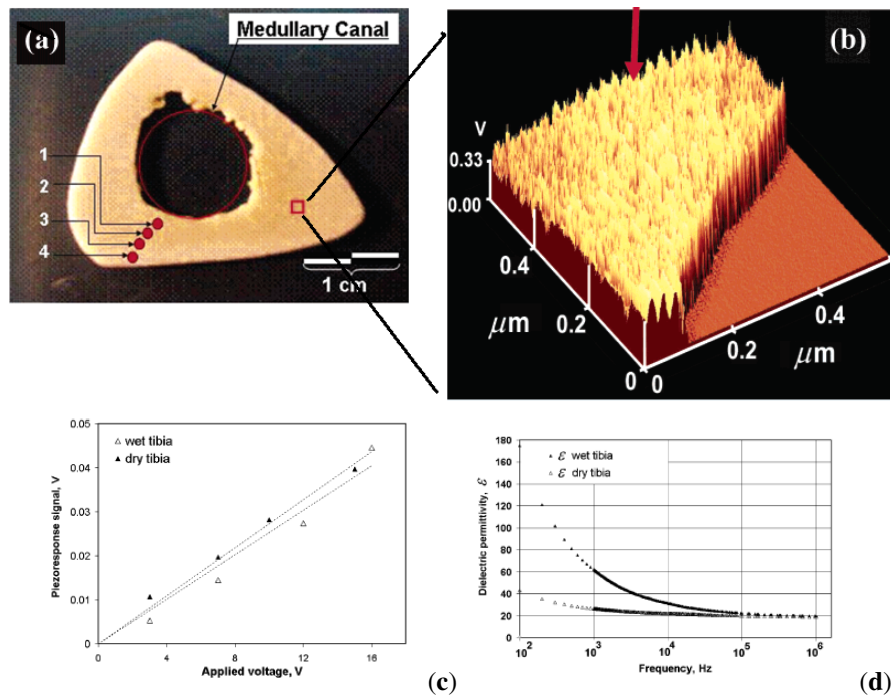 (a)
Medullary Canal
1
2
3
4
1 cm
(b)
V
0.33
0.00
0.4
0.2
0
μm
0
0.2
0.4
μm
Piezoresponse signal, V
0.05
0.04
0.03
0.02
0.01
0
0 4 8 12 16
Applied voltage, V
△ wet tibia
▲ dry tibia
(c)
Dielectric permittivity, ε
180
160
140
120
100
80
60
40
20
0
10² 10³ 10⁴ 10⁵ 10⁶
Frequency, Hz
▲ ε wet tibia
△ ε dry tibia
(d)